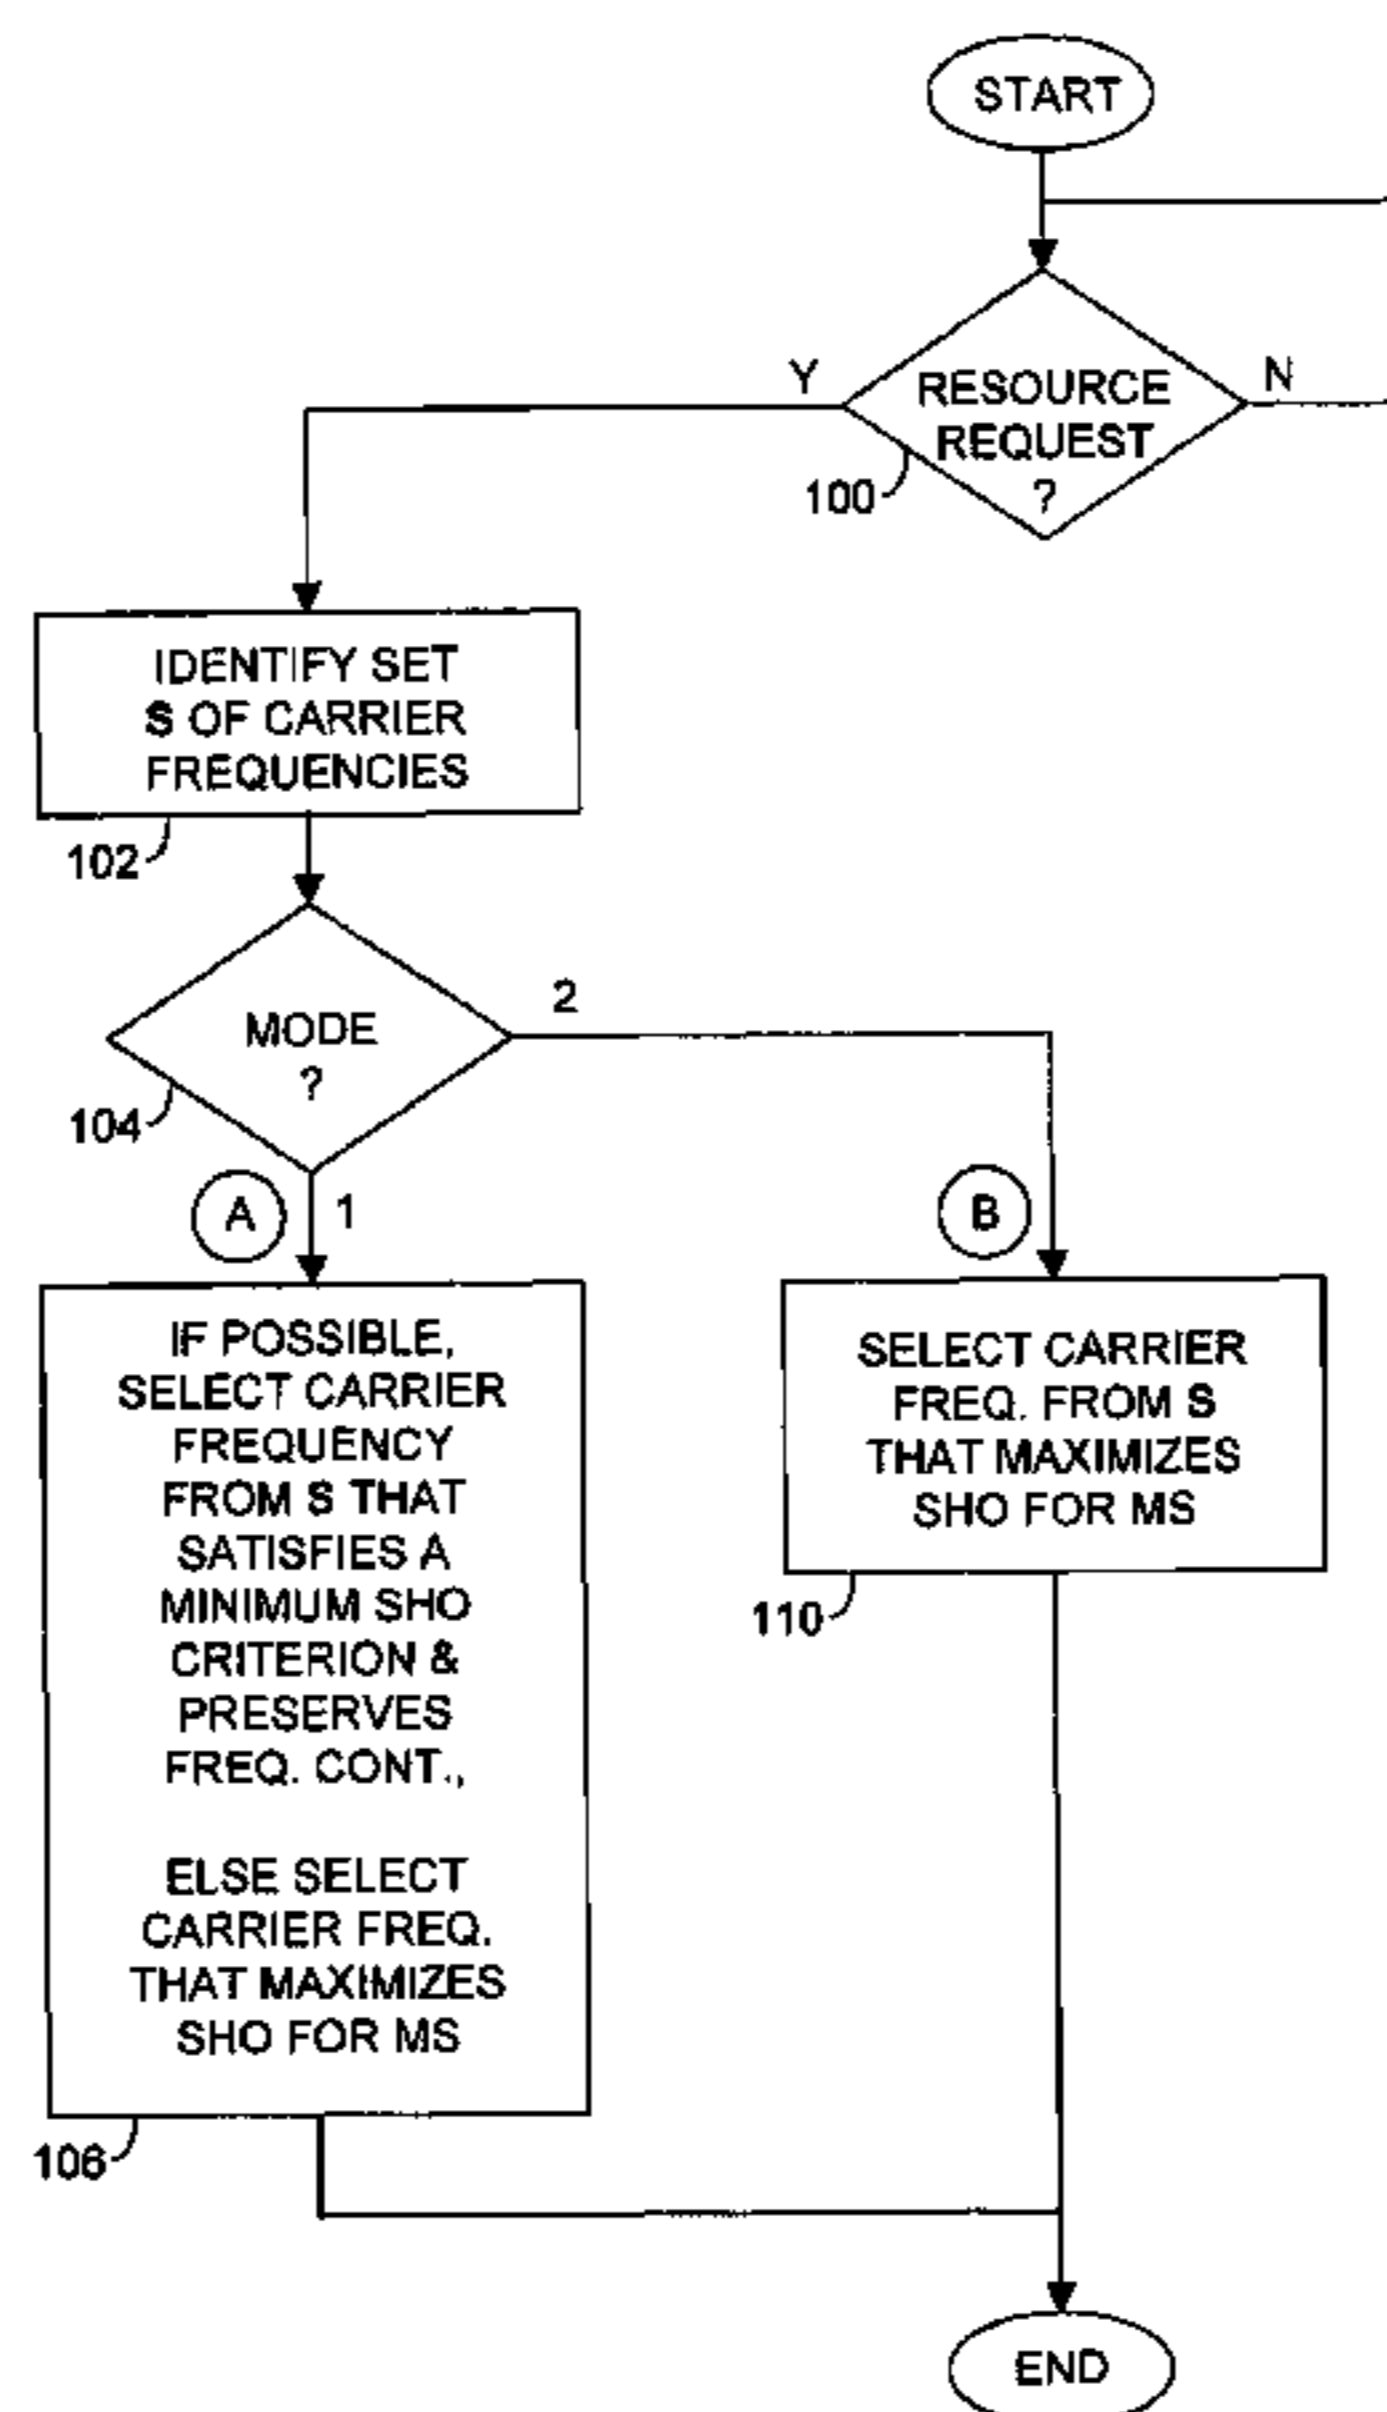 START
Y
N
RESOURCE
REQUEST
?
100
IDENTIFY SET
S OF CARRIER
FREQUENCIES
102
2
MODE
?
104
A
1
B
IF POSSIBLE,
SELECT CARRIER
FREQUENCY
FROM S THAT
SATISFIES A
MINIMUM SHO
CRITERION &
PRESERVES
FREQ. CONT.,
ELSE SELECT
CARRIER FREQ.
THAT MAXIMIZES
SHO FOR MS
106
SELECT CARRIER
FREQ. FROM S
THAT MAXIMIZES
SHO FOR MS
110
END